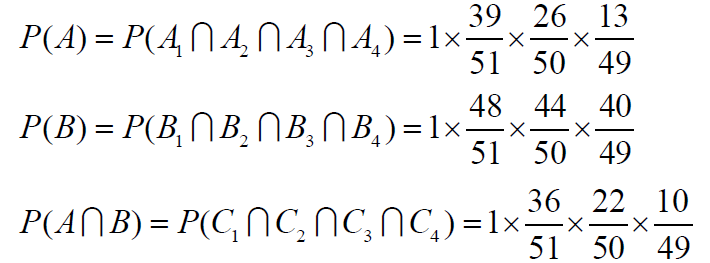 P(A) = P(A₁ ⋂ A₂ ⋂ A₃ ⋂ A₄) = 1 × 39/51 × 26/50 × 13/49
P(B) = P(B₁ ⋂ B₂ ⋂ B₃ ⋂ B₄) = 1 × 48/51 × 44/50 × 40/49
P(A ⋂ B) = P(C₁ ⋂ C₂ ⋂ C₃ ⋂ C₄) = 1 × 36/51 × 22/50 × 10/49